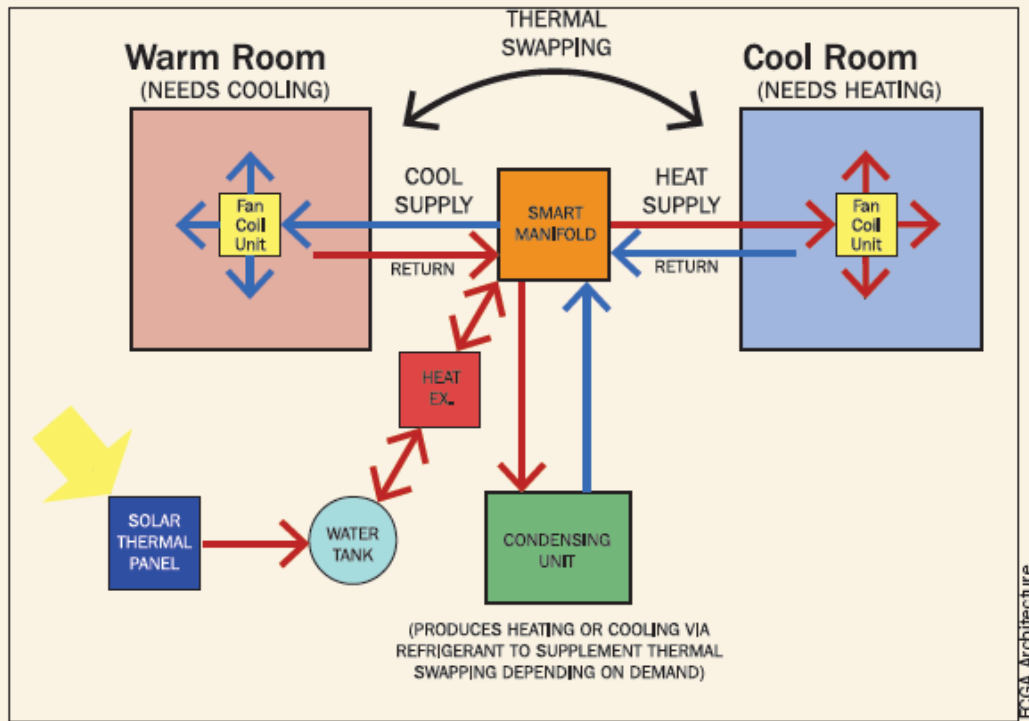 THERMAL
SWAPPING
Warm Room
(NEEDS COOLING)
Cool Room
(NEEDS HEATING)
Fan
Coil
Unit
COOL
SUPPLY
RETURN
SMART
MANIFOLD
HEAT
SUPPLY
RETURN
Fan
Coil
Unit
HEAT
EX.
SOLAR
THERMAL
PANEL
WATER
TANK
CONDENSING
UNIT
(PRODUCES HEATING OR COOLING VIA
REFRIGERANT TO SUPPLEMENT THERMAL
SWAPPING DEPENDING ON DEMAND)
FCGA Architecture